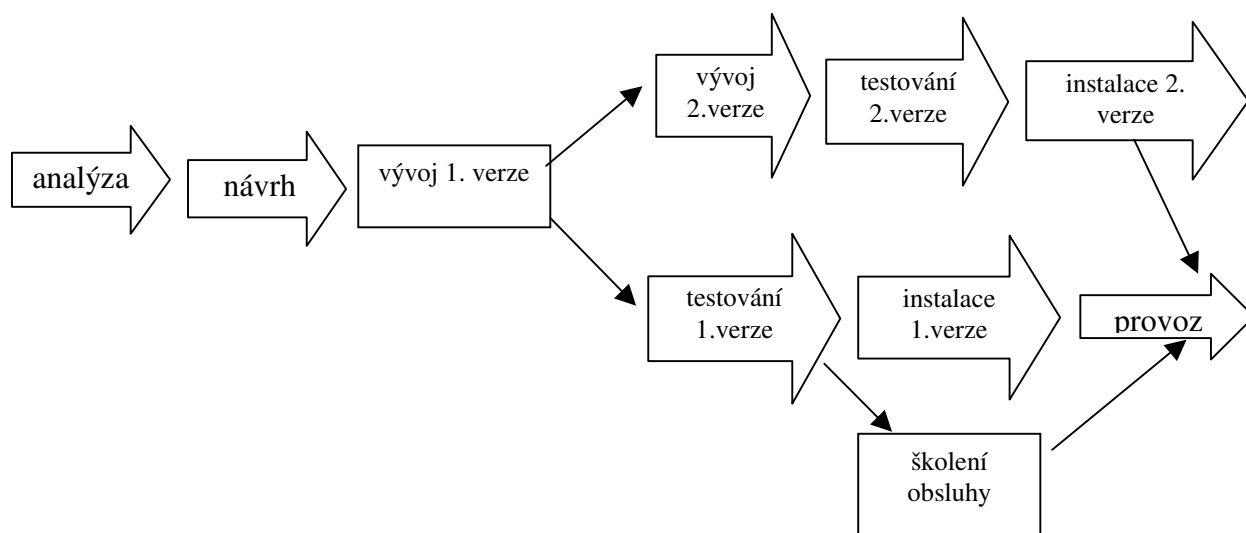 analýza
návrh
vývoj 1. verze
vývoj
2.verze
testování
2.verze
instalace 2.
verze
testování
1.verze
instalace
1.verze
provoz
školení
obsluhy